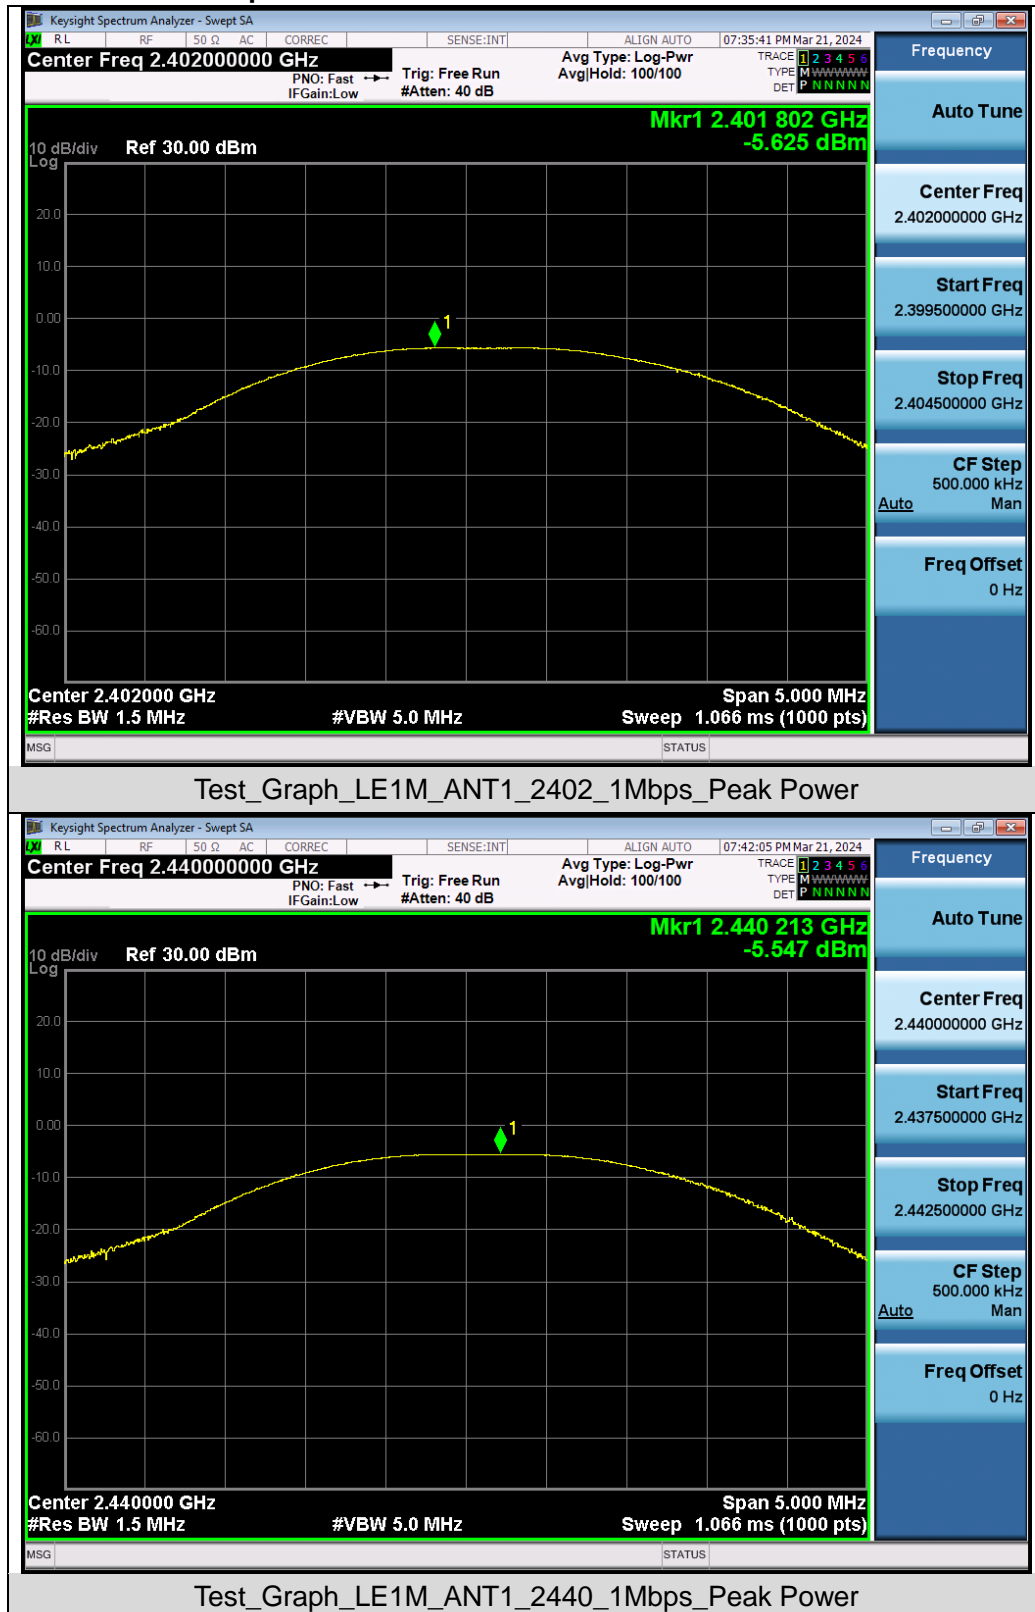 Keysight Spectrum Analyzer - Swept SA
LXI RL RF 50 Ω AC CORREC SENSE:INT ALIGN AUTO 07:35:41 PM Mar 21, 2024
Center Freq 2.402000000 GHz
PNO: Fast
IFGain:Low
Trig: Free Run
#Atten: 40 dB
Avg Type: Log-Pwr
Avg|Hold: 100/100
TRACE 1 2 3 4 5 6
TYPE M WWWWW
DET P N N N N N
Mkr1 2.401 802 GHz
-5.625 dBm
10 dB/div Ref 30.00 dBm
Log
20.0
10.0
0.00
1
-10.0
-20.0
-30.0
-40.0
-50.0
-60.0
Center 2.402000 GHz Span 5.000 MHz
#Res BW 1.5 MHz #VBW 5.0 MHz Sweep 1.066 ms (1000 pts)
MSG STATUS
Frequency
Auto Tune
Center Freq
2.402000000 GHz
Start Freq
2.399500000 GHz
Stop Freq
2.404500000 GHz
CF Step
500.000 kHz
Auto Man
Freq Offset
0 Hz
Test_Graph_LE1M_ANT1_2402_1Mbps_Peak Power
Keysight Spectrum Analyzer - Swept SA
LXI RL RF 50 Ω AC CORREC SENSE:INT ALIGN AUTO 07:42:05 PM Mar 21, 2024
Center Freq 2.440000000 GHz
PNO: Fast
IFGain:Low
Trig: Free Run
#Atten: 40 dB
Avg Type: Log-Pwr
Avg|Hold: 100/100
TRACE 1 2 3 4 5 6
TYPE M WWWWW
DET P N N N N N
Mkr1 2.440 213 GHz
-5.547 dBm
10 dB/div Ref 30.00 dBm
Log
20.0
10.0
0.00
1
-10.0
-20.0
-30.0
-40.0
-50.0
-60.0
Center 2.440000 GHz Span 5.000 MHz
#Res BW 1.5 MHz #VBW 5.0 MHz Sweep 1.066 ms (1000 pts)
MSG STATUS
Frequency
Auto Tune
Center Freq
2.440000000 GHz
Start Freq
2.437500000 GHz
Stop Freq
2.442500000 GHz
CF Step
500.000 kHz
Auto Man
Freq Offset
0 Hz
Test_Graph_LE1M_ANT1_2440_1Mbps_Peak Power